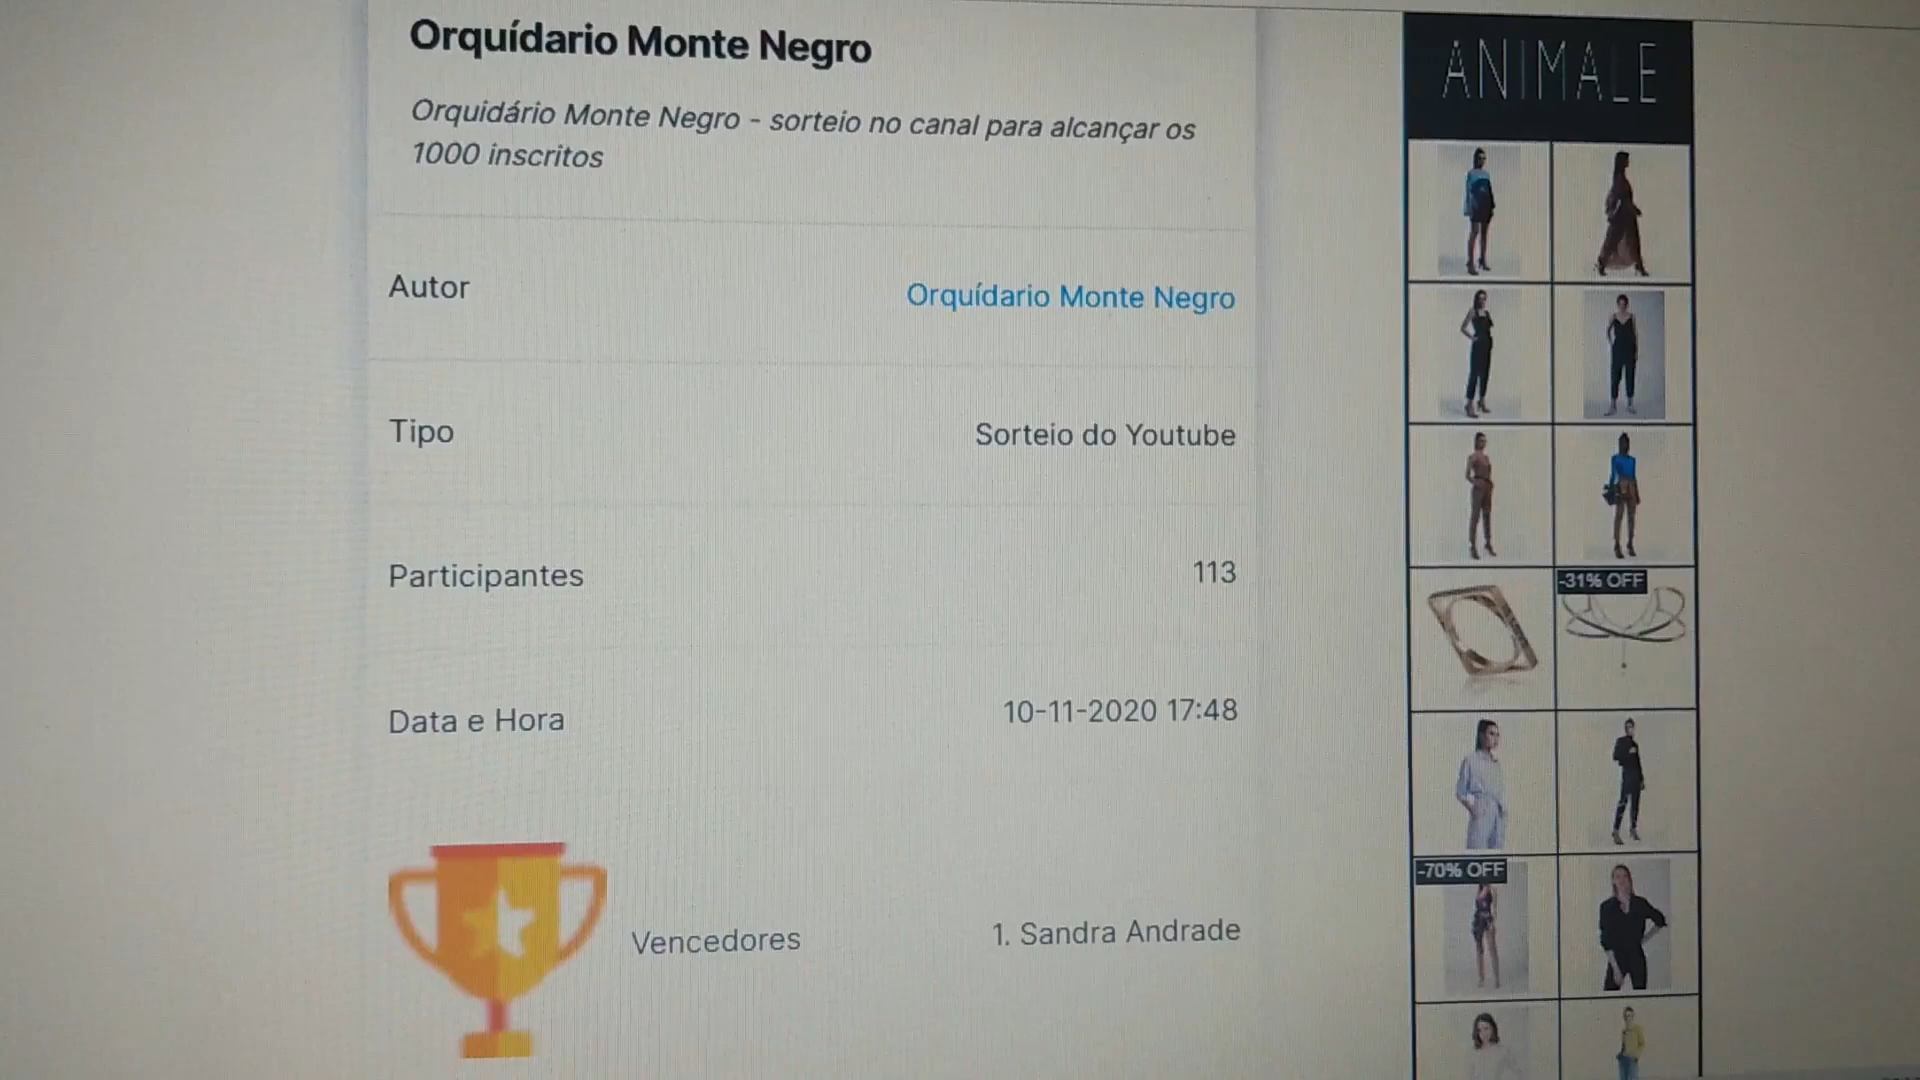 Orquídario Monte Negro
Orquidário Monte Negro - sorteio no canal para alcançar os
1000 inscritos
Autor
Orquídario Monte Negro
Tipo
Sorteio do Youtube
Participantes
113
Data e Hora
10-11-2020 17:48
Vencedores
1. Sandra Andrade
ANIMALE
-31% OFF
-70% OFF